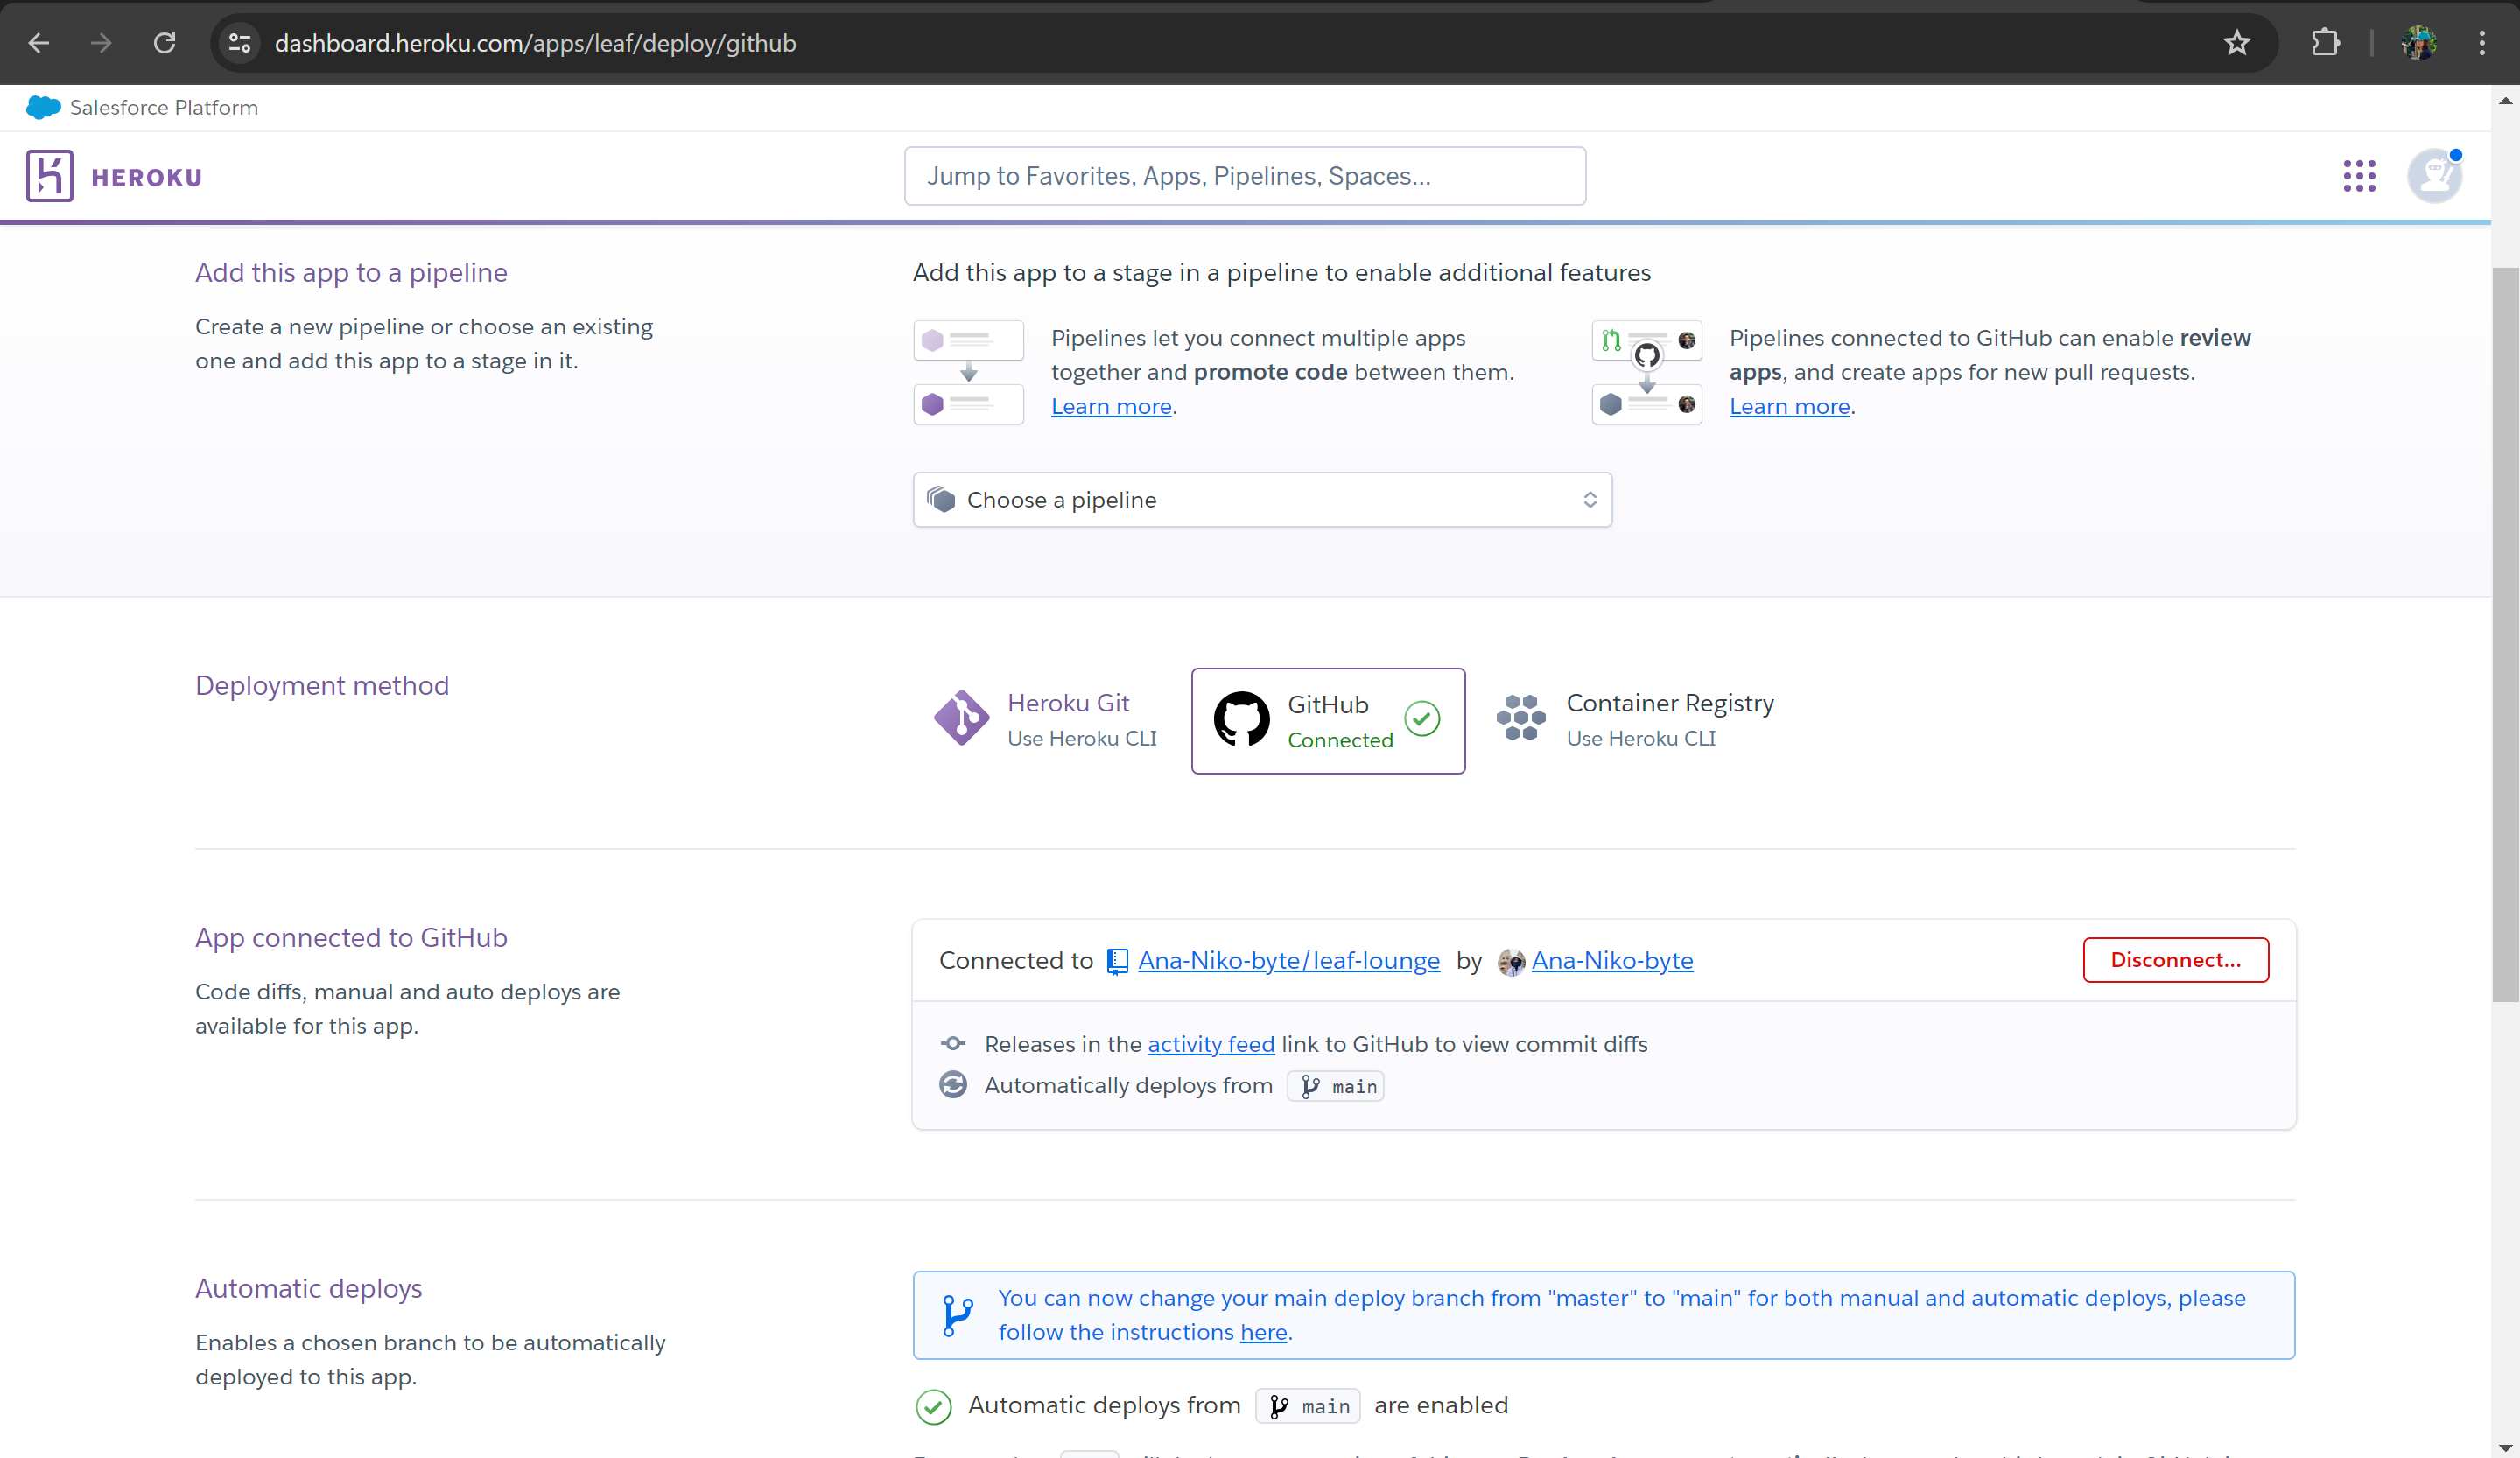 dashboard.heroku.com/apps/leaf/deploy/github
Salesforce Platform
HEROKU
Jump to Favorites, Apps, Pipelines, Spaces...
Add this app to a pipeline
Create a new pipeline or choose an existing
one and add this app to a stage in it.
Add this app to a stage in a pipeline to enable additional features
Pipelines let you connect multiple apps
together and promote code between them.
Learn more.
Pipelines connected to GitHub can enable review
apps, and create apps for new pull requests.
Learn more.
Choose a pipeline
Deployment method
Heroku Git
Use Heroku CLI
GitHub
Connected
Container Registry
Use Heroku CLI
App connected to GitHub
Code diffs, manual and auto deploys are
available for this app.
Connected to Ana-Niko-byte/leaf-lounge by Ana-Niko-byte
Disconnect...
Releases in the activity feed link to GitHub to view commit diffs
Automatically deploys from main
Automatic deploys
Enables a chosen branch to be automatically
deployed to this app.
You can now change your main deploy branch from "master" to "main" for both manual and automatic deploys, please
follow the instructions here.
Automatic deploys from main are enabled